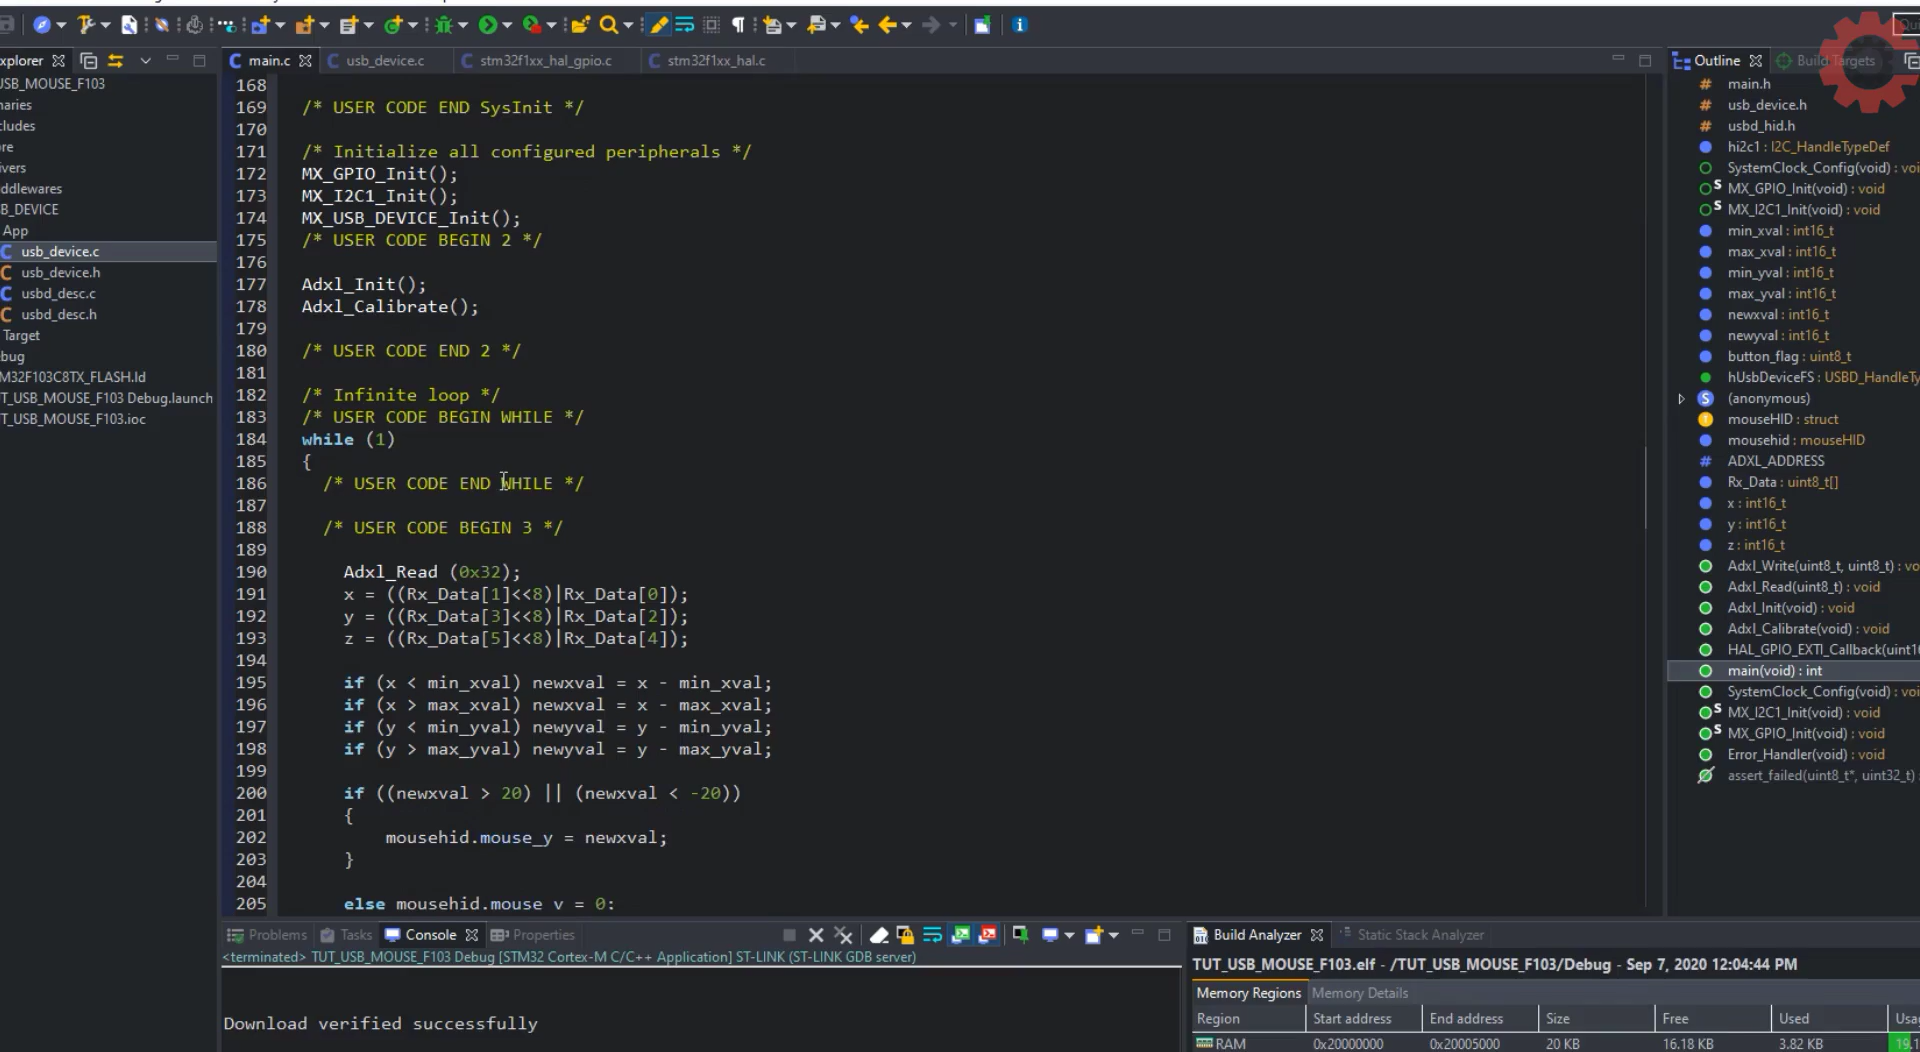 xplorer
main.c
usb_device.c
stm32f1xx_hal_gpio.c
stm32f1xx_hal.c
Outline
Build Targets
SB_MOUSE_F103
naries
cludes
re
ivers
ddlewares
B_DEVICE
App
usb_device.c
usb_device.h
usbd_desc.c
usbd_desc.h
Target
bug
M32F103C8TX_FLASH.ld
T_USB_MOUSE_F103 Debug.launch
T_USB_MOUSE_F103.ioc
168
169 /* USER CODE END SysInit */
170
171 /* Initialize all configured peripherals */
172 MX_GPIO_Init();
173 MX_I2C1_Init();
174 MX_USB_DEVICE_Init();
175 /* USER CODE BEGIN 2 */
176
177 Adxl_Init();
178 Adxl_Calibrate();
179
180 /* USER CODE END 2 */
181
182 /* Infinite loop */
183 /* USER CODE BEGIN WHILE */
184 while (1)
185 {
186 /* USER CODE END WHILE */
187
188 /* USER CODE BEGIN 3 */
189
190 Adxl_Read (0x32);
191 x = ((Rx_Data[1]<<8)|Rx_Data[0]);
192 y = ((Rx_Data[3]<<8)|Rx_Data[2]);
193 z = ((Rx_Data[5]<<8)|Rx_Data[4]);
194
195 if (x < min_xval) newxval = x - min_xval;
196 if (x > max_xval) newxval = x - max_xval;
197 if (y < min_yval) newyval = y - min_yval;
198 if (y > max_yval) newyval = y - max_yval;
199
200 if ((newxval > 20) || (newxval < -20))
201 {
202 mousehid.mouse_y = newxval;
203 }
204
205 else mousehid.mouse_y = 0;
main.h
usb_device.h
usbd_hid.h
hi2c1 : I2C_HandleTypeDef
SystemClock_Config(void) : voi
MX_GPIO_Init(void) : void
MX_I2C1_Init(void) : void
min_xval : int16_t
max_xval : int16_t
min_yval : int16_t
max_yval : int16_t
newxval : int16_t
newyval : int16_t
button_flag : uint8_t
hUsbDeviceFS : USBD_HandleTy
(anonymous)
mouseHID : struct
mousehid : mouseHID
ADXL_ADDRESS
Rx_Data : uint8_t[]
x : int16_t
y : int16_t
z : int16_t
Adxl_Write(uint8_t, uint8_t) : vo
Adxl_Read(uint8_t) : void
Adxl_Init(void) : void
Adxl_Calibrate(void) : void
HAL_GPIO_EXTI_Callback(uint16
main(void) : int
SystemClock_Config(void) : voi
MX_I2C1_Init(void) : void
MX_GPIO_Init(void) : void
Error_Handler(void) : void
assert_failed(uint8_t*, uint32_t) :
Problems Tasks Console Properties
<terminated> TUT_USB_MOUSE_F103 Debug [STM32 Cortex-M C/C++ Application] ST-LINK (ST-LINK GDB server)
Download verified successfully
Build Analyzer Static Stack Analyzer
TUT_USB_MOUSE_F103.elf - /TUT_USB_MOUSE_F103/Debug - Sep 7, 2020 12:04:44 PM
Memory Regions Memory Details
Region Start address End address Size Free Used Usa
RAM 0x20000000 0x20005000 20 KB 16.18 KB 3.82 KB 19.1